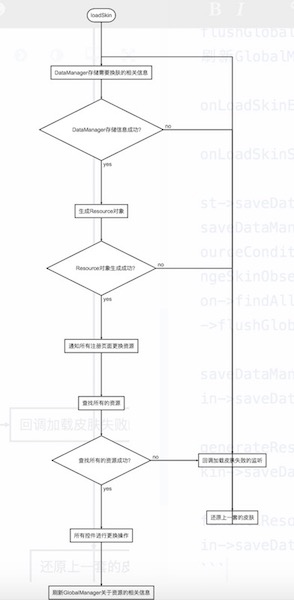 loadSkin
DataManager存储需要换肤的相关信息
DataManager存储信息成功?
no
yes
生成Resource对象
Resource对象生成成功?
no
yes
通知所有注册页面更换资源
查找所有的资源
查找所有的资源成功?
no
回调加载皮肤失败的监听
yes
还原上一套的皮肤
所有控件进行更换操作
刷新GlobalManager关于资源的相关信息
B
I
flushGlobalM
刷新GlobalM
onLoadSkinE
onLoadSkinS
st->saveDat
saveDataMan
ourceCondit
ngeSkinObse
on->findAll
->flushGlob
saveDataMan
in->saveDat
回调加载皮肤失败
generateRes
kin->saveDat
Reso
in->saveDat
还原上一套的皮